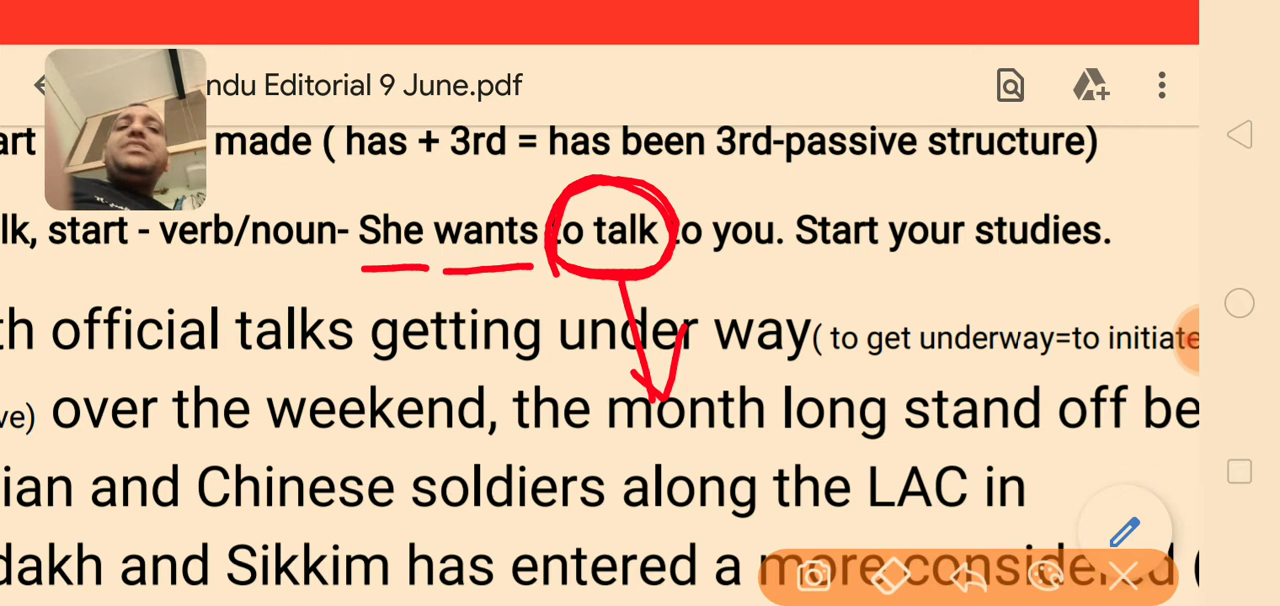 ndu Editorial 9 June.pdf
art made ( has + 3rd = has been 3rd-passive structure)
lk, start - verb/noun- She wants to talk to you. Start your studies.
th official talks getting under way( to get underway=to initiate
ve) over the weekend, the month long stand off be
ian and Chinese soldiers along the LAC in
dakh and Sikkim has entered a more considered (